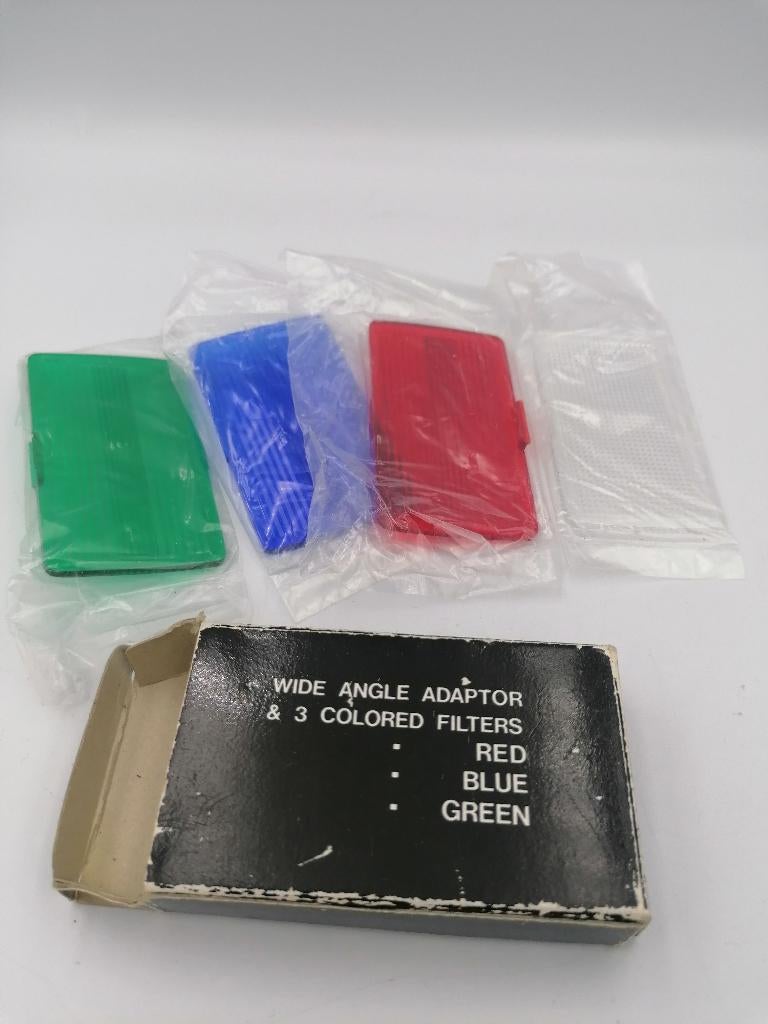 WIDE ANGLE ADAPTOR
& 3 COLORED FILTERS
▪ RED
▪ BLUE
▪ GREEN